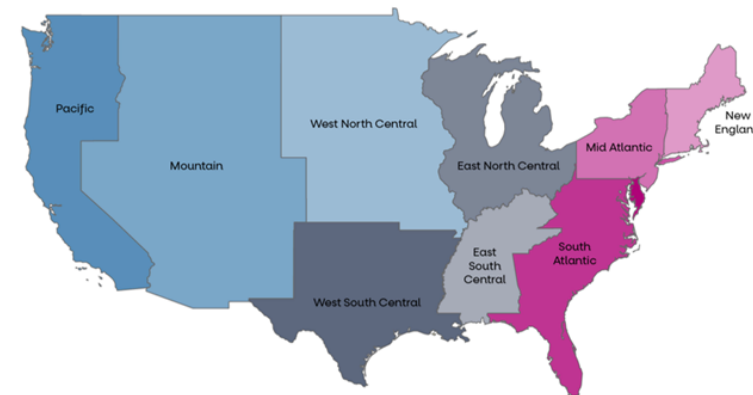 Pacific
Mountain
West North Central
East North Central
Mid Atlantic
New
Englan
East
South
Central
South
Atlantic
West South Central